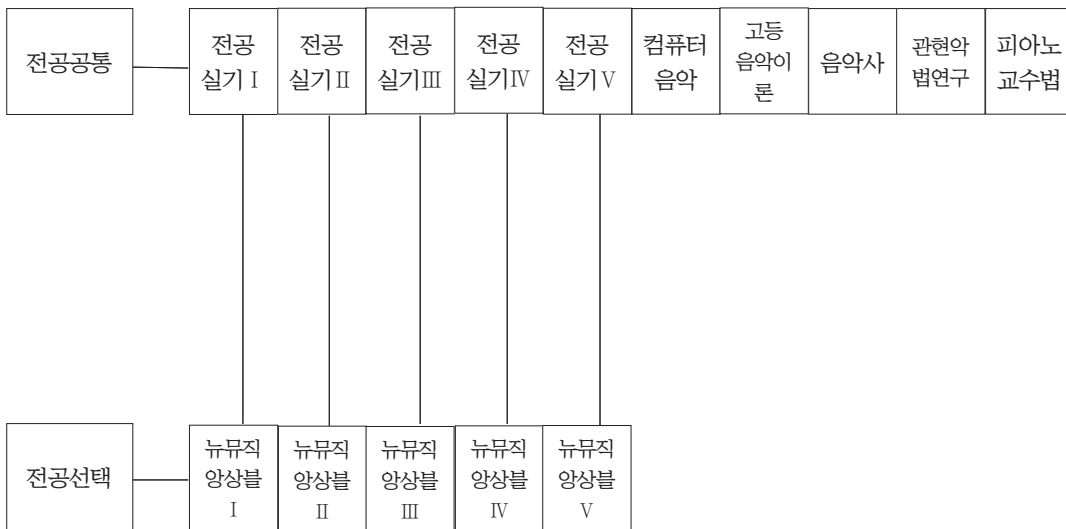 전공공통
전공
실기 Ⅰ
전공
실기Ⅱ
전공
실기Ⅲ
전공
실기Ⅳ
전공
실기Ⅴ
컴퓨터
음악
고등
음악이
론
음악사
관현악
법연구
피아노
교수법
전공선택
뉴뮤직
앙상블
Ⅰ
뉴뮤직
앙상블
Ⅱ
뉴뮤직
앙상블
Ⅲ
뉴뮤직
앙상블
Ⅳ
뉴뮤직
앙상블
Ⅴ